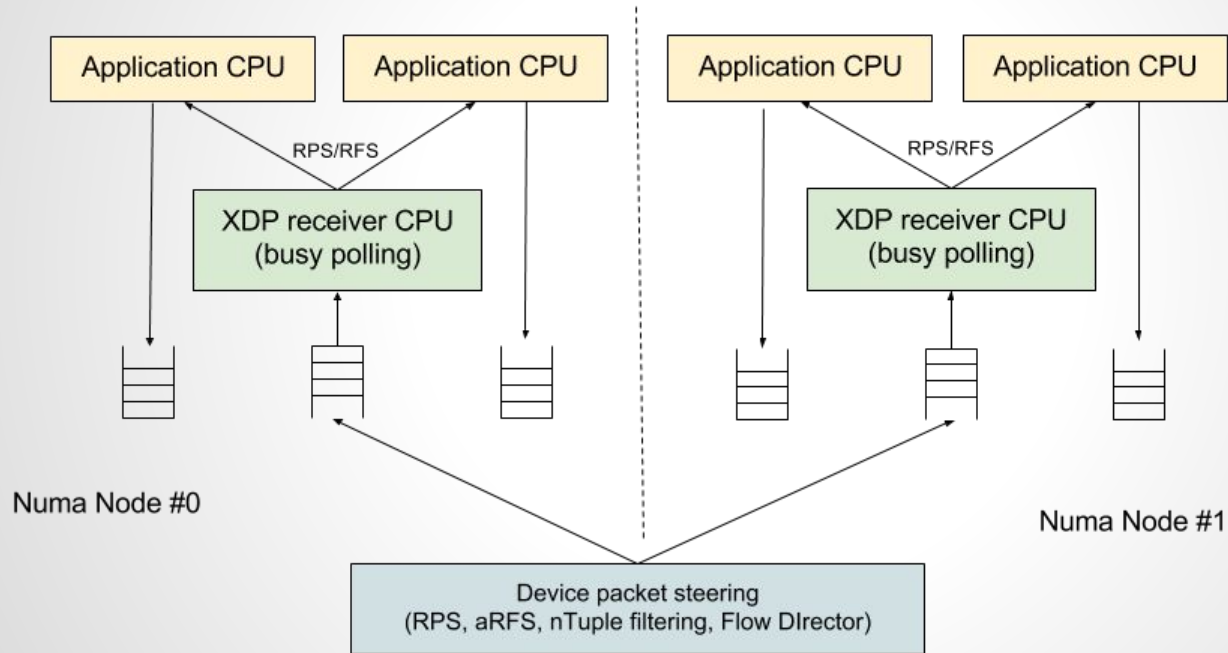 Application CPU
Application CPU
Application CPU
Application CPU
RPS/RFS
RPS/RFS
XDP receiver CPU
(busy polling)
XDP receiver CPU
(busy polling)
Numa Node #0
Numa Node #1
Device packet steering
(RPS, aRFS, nTuple filtering, Flow DIrector)